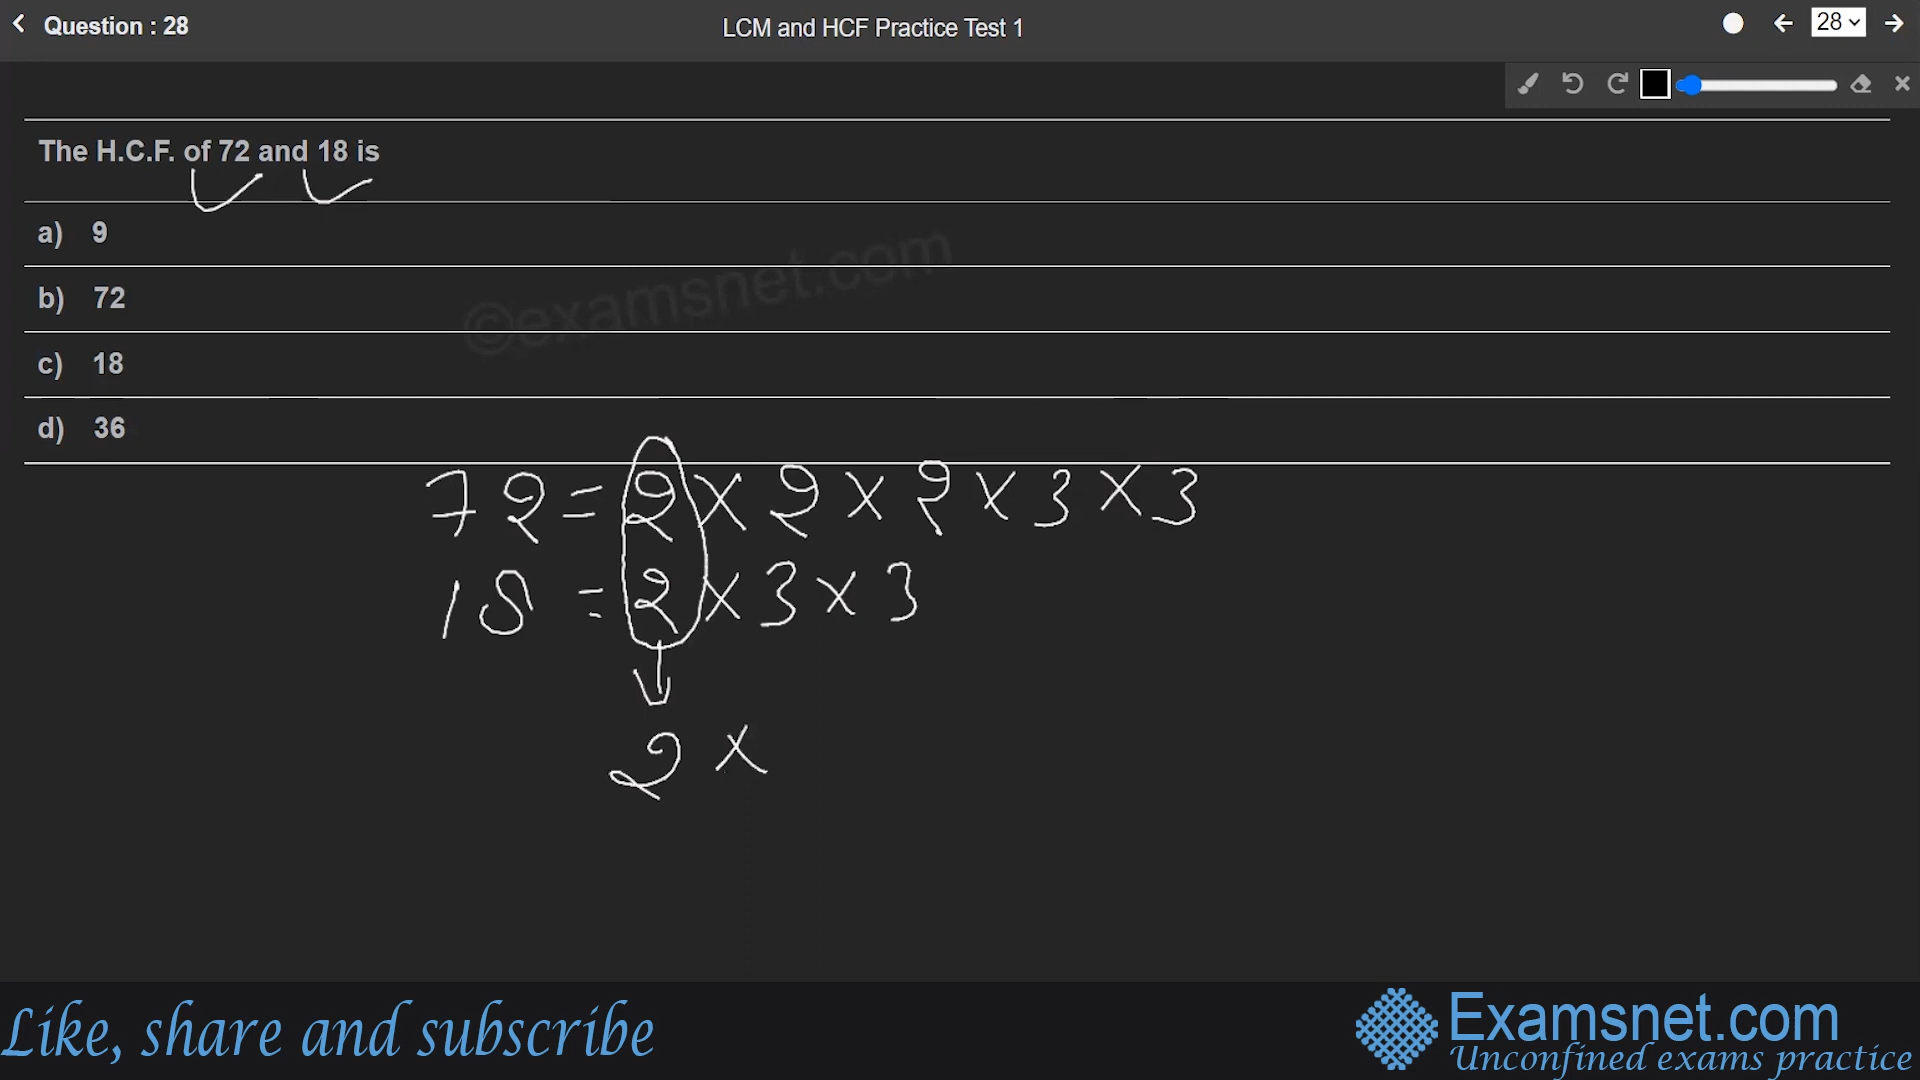 Question : 28
LCM and HCF Practice Test 1
28
The H.C.F. of 72 and 18 is
a) 9
b) 72
c) 18
d) 36
©examsnet.com
72 = 2 × 2 × 2 × 3 × 3
18 = 2 × 3 × 3
2 ×
Like, share and subscribe
Examsnet.com
Unconfined exams practice